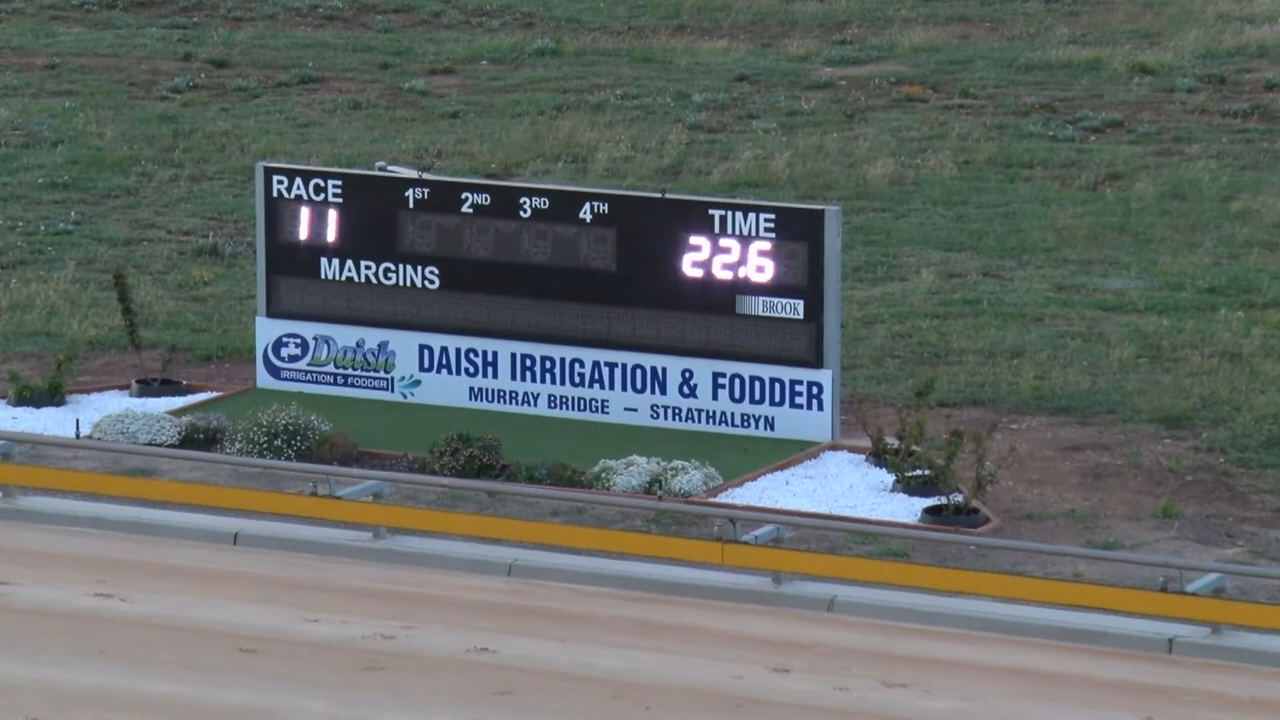 RACE 1ST 2ND 3RD 4TH TIME
11 22.6
MARGINS
BROOK
Daish
IRRIGATION & FODDER
DAISH IRRIGATION & FODDER
MURRAY BRIDGE — STRATHALBYN